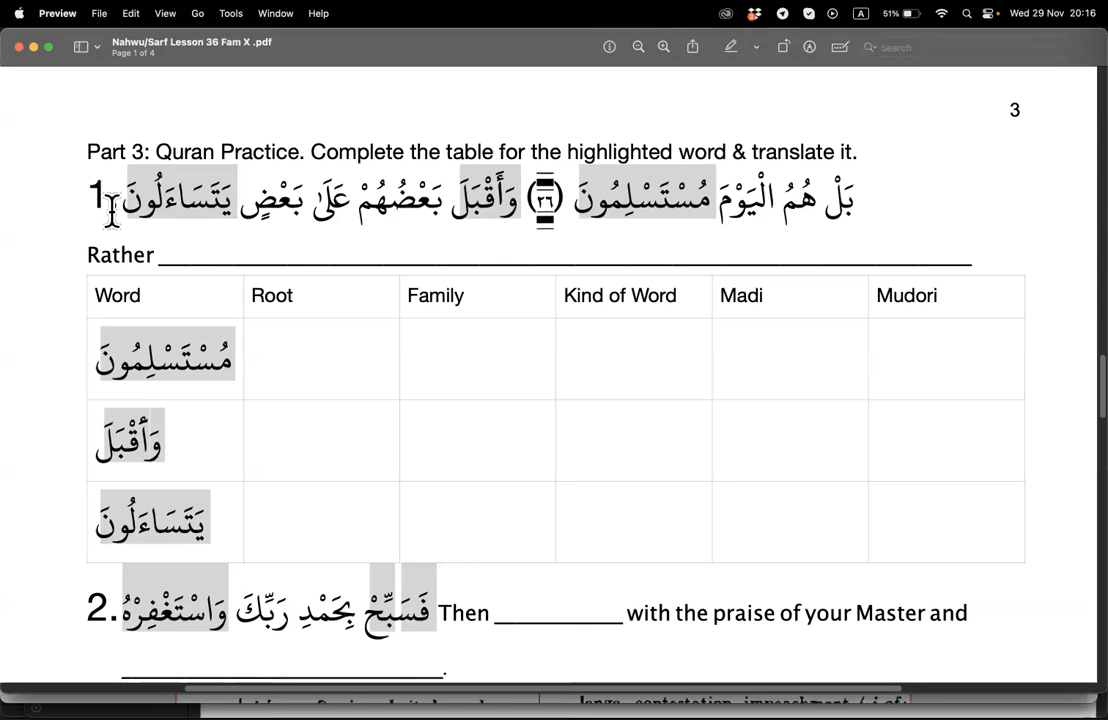 Preview File Edit View Go Tools Window Help 51% Wed 29 Nov 20:16
Nahwu/Sarf Lesson 36 Fam X .pdf
Page 1 of 4
Search
3
Part 3: Quran Practice. Complete the table for the highlighted word & translate it.
1. بَلْ هُمُ الْيَوْمَ مُسْتَسْلِمُونَ (٢٦) وَأَقْبَلَ بَعْضُهُمْ عَلَىٰ بَعْضٍ يَتَسَاءَلُونَ
Rather ____________________
Word Root Family Kind of Word Madi Mudori
مُسْتَسْلِمُونَ
وَأَقْبَلَ
يَتَسَاءَلُونَ
2. فَسَبِّحْ بِحَمْدِ رَبِّكَ وَاسْتَغْفِرْهُ Then ____________ with the praise of your Master and
____________________.